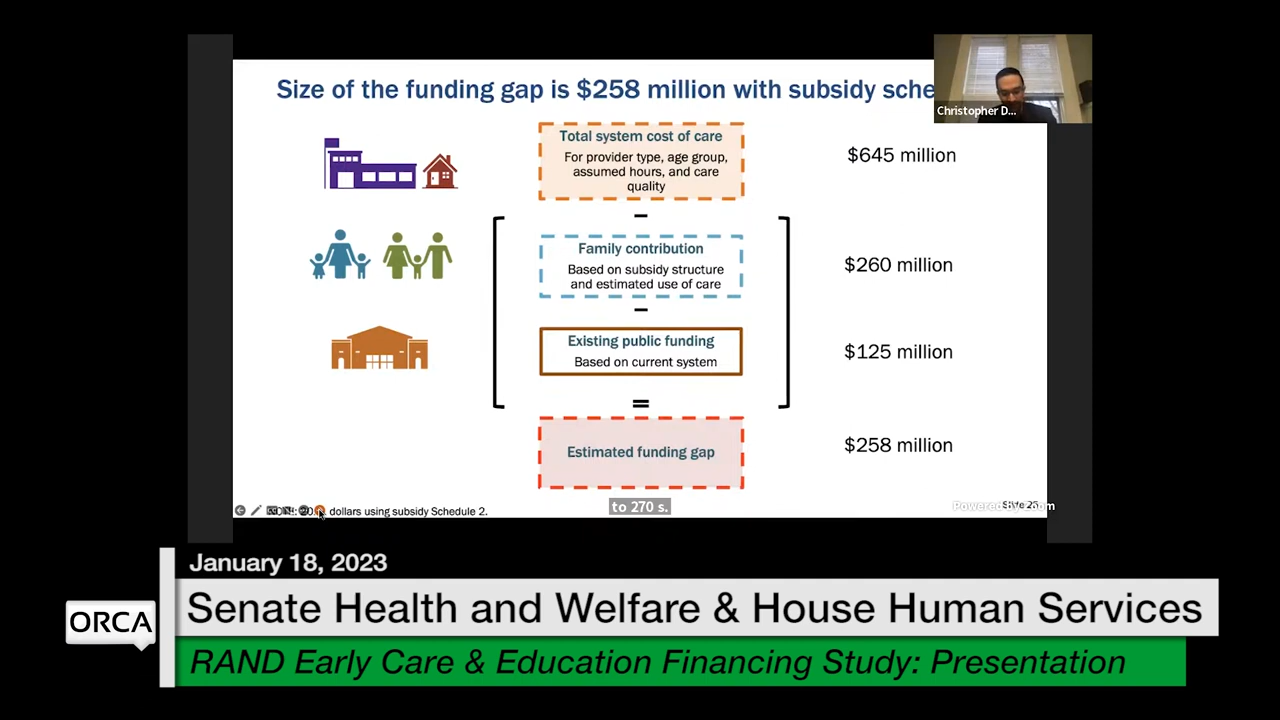 Size of the funding gap is $258 million with subsidy sche
Christopher D...
Total system cost of care
For provider type, age group,
assumed hours, and care
quality
$645 million
–
Family contribution
Based on subsidy structure
and estimated use of care
$260 million
–
Existing public funding
Based on current system
$125 million
=
Estimated funding gap
$258 million
dollars using subsidy Schedule 2.
to 270 s.
Powered by Zoom
January 18, 2023
ORCA
Senate Health and Welfare & House Human Services
RAND Early Care & Education Financing Study: Presentation